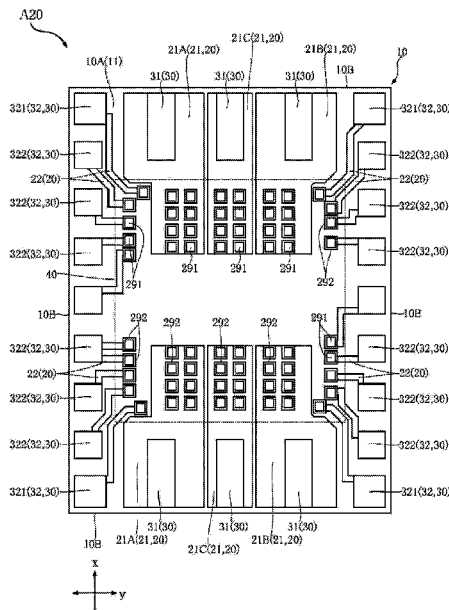 A20
21C(21,20)
21A(21,20) 21B(21,20)
10A(11) 10B 10
31(30) 31(30) 31(30)
321(32,30) 321(32,30)
322(32,30) 322(32,30)
22(20) 22(20)
322(32,30) 322(32,30)
322(32,30) 322(32,30)
40 291 291 291 291 292
10B 292 292 292 291 10B
322(32,30) 322(32,30)
22(20) 22(20)
322(32,30) 322(32,30)
322(32,30) 322(32,30)
321(32,30) 321(32,30)
31(30) 31(30) 31(30)
10B 21A(21,20) 21C(21,20) 21B(21,20)
x
y